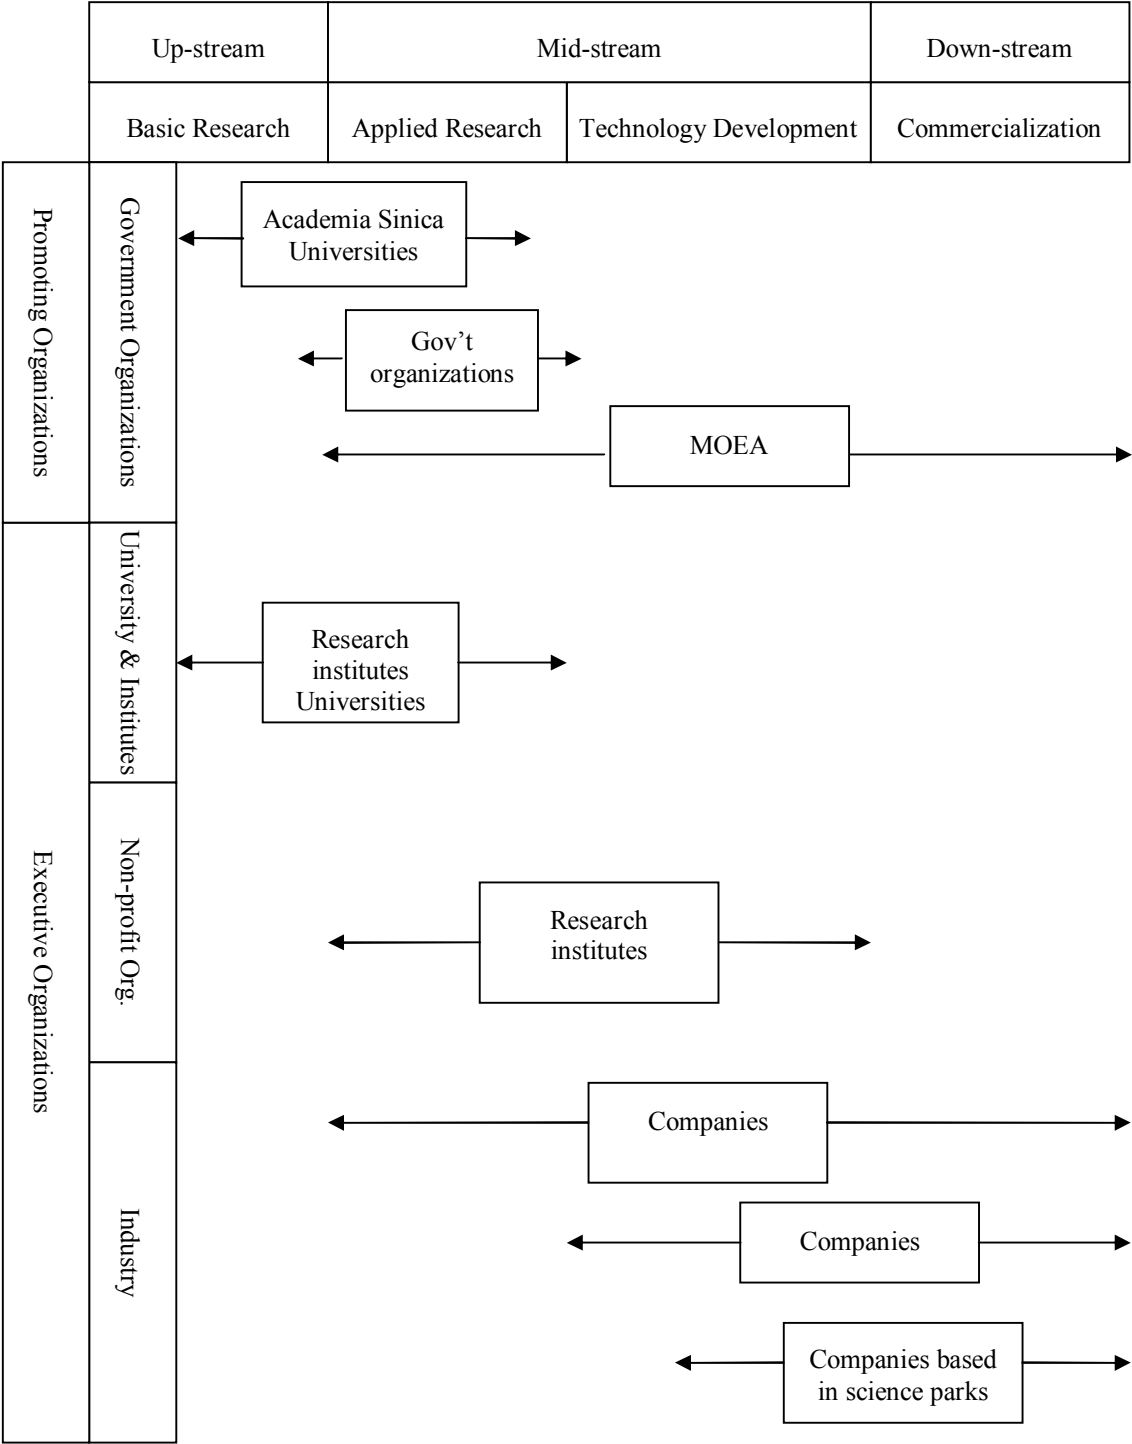 Up-stream
Mid-stream
Down-stream
Basic Research
Applied Research
Technology Development
Commercialization
Promoting Organizations
Government Organizations
Academia Sinica
Universities
Gov’t
organizations
MOEA
Executive Organizations
University & Institutes
Research
institutes
Universities
Non-profit Org.
Research
institutes
Industry
Companies
Companies
Companies based
in science parks